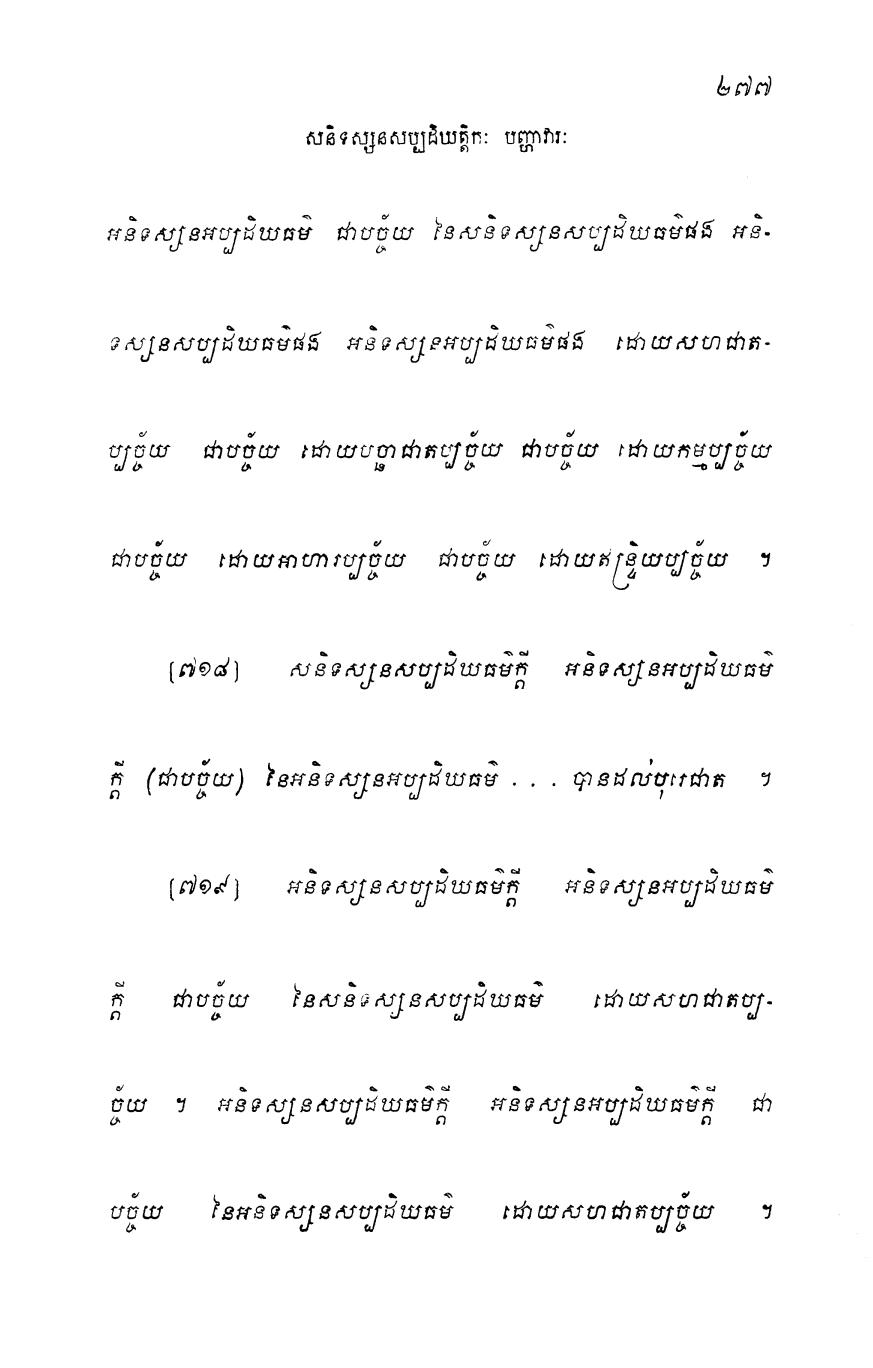 ២៧៧
សនិទស្សនសប្បដិឃត្តិកៈ បញ្ហាវារៈ
អនិទស្សនអប្បដិឃធម៌ ជាបច្ច័យ នៃសនិទស្សនសប្បដិឃធម៌ផង អនិ-
ទស្សនសប្បដិឃធម៌ផង អនិទស្សនអប្បដិឃធម៌ផង ដោយសហជាត-
ប្បច្ច័យ ជាបច្ច័យ ដោយបច្ឆាជាតប្បច្ច័យ ជាបច្ច័យ ដោយកម្មប្បច្ច័យ
ជាបច្ច័យ ដោយអាហារប្បច្ច័យ ជាបច្ច័យ ដោយឥន្ទ្រិយប្បច្ច័យ ។
[៧១៨] សនិទស្សនសប្បដិឃធម៌ក្តី អនិទស្សនអប្បដិឃធម៌
ក្តី (ជាបច្ច័យ) នៃអនិទស្សនអប្បដិឃធម៌ . . . បានដល់បុរេជាត ។
[៧១៩] អនិទស្សនសប្បដិឃធម៌ក្តី អនិទស្សនអប្បដិឃធម៌
ក្តី ជាបច្ច័យ នៃសនិទស្សនសប្បដិឃធម៌ ដោយសហជាតប្ប-
ច្ច័យ ។ អនិទស្សនសប្បដិឃធម៌ក្តី អនិទស្សនអប្បដិឃធម៌ក្តី ជា
បច្ច័យ នៃអនិទស្សនសប្បដិឃធម៌ ដោយសហជាតប្បច្ច័យ ។